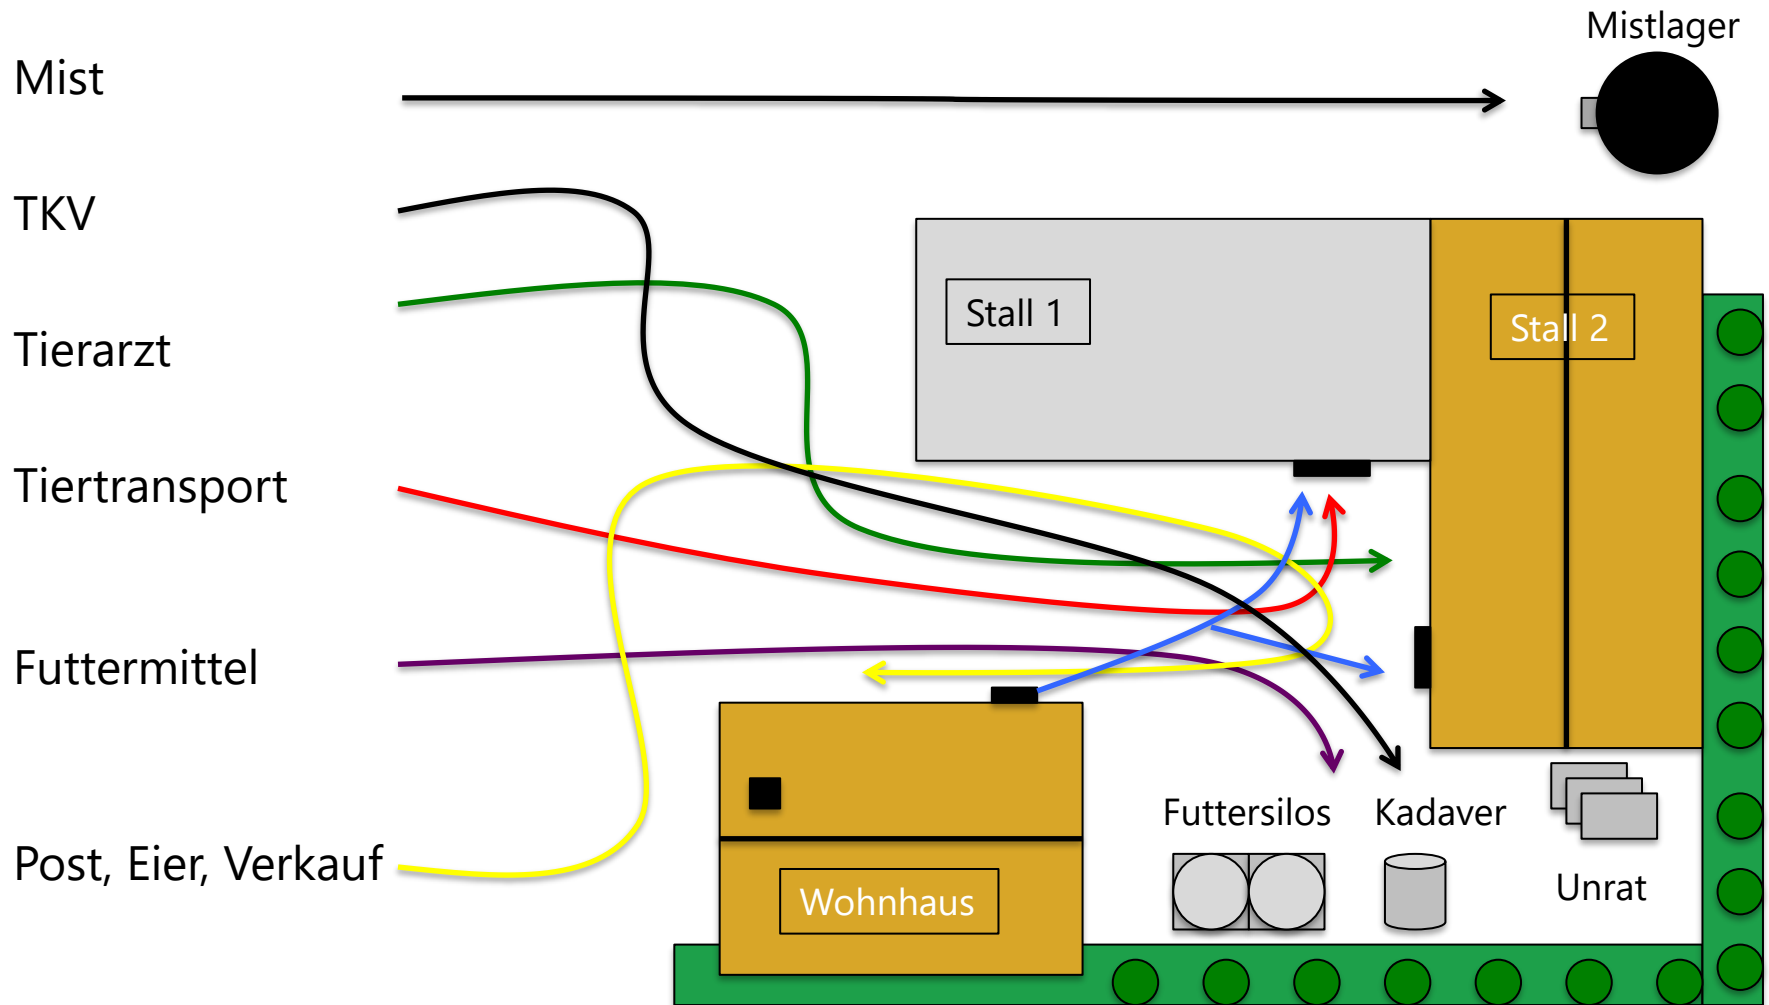 Mistlager
Mist
TKV
Tierarzt
Tiertransport
Futtermittel
Post, Eier, Verkauf
Stall 1
Stall 2
Futtersilos
Kadaver
Unrat
Wohnhaus